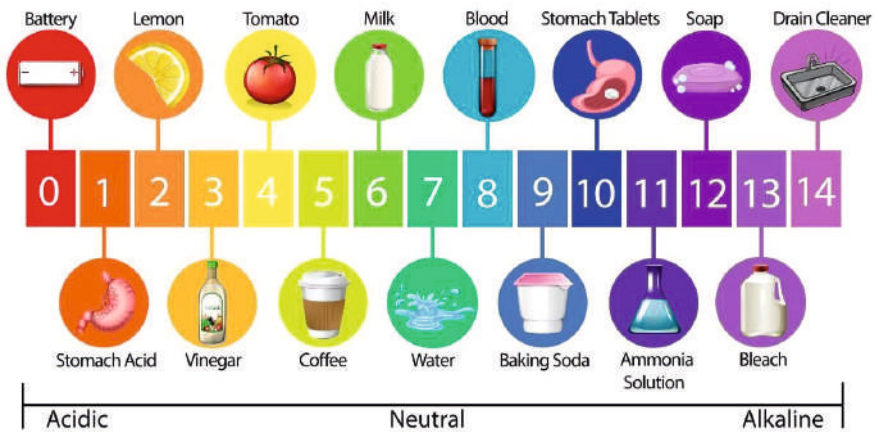 Battery Lemon Tomato Milk Blood Stomach Tablets Soap Drain Cleaner
- +
0 1 2 3 4 5 6 7 8 9 10 11 12 13 14
Stomach Acid Vinegar Coffee Water Baking Soda Ammonia Solution Bleach
Acidic Neutral Alkaline